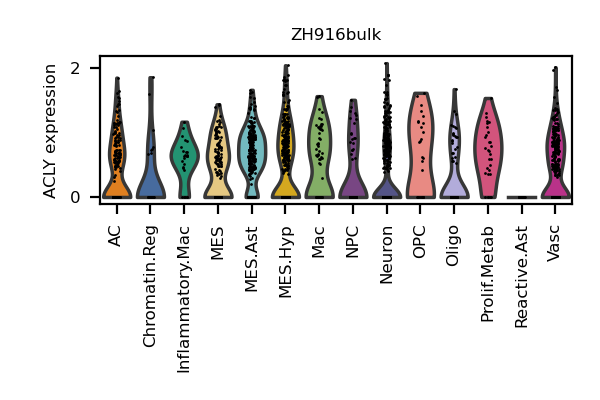 ZH916bulk
ACLY expression
2
0
AC
Chromatin.Reg
Inflammatory.Mac
MES
MES.Ast
MES.Hyp
Mac
NPC
Neuron
OPC
Oligo
Prolif.Metab
Reactive.Ast
Vasc